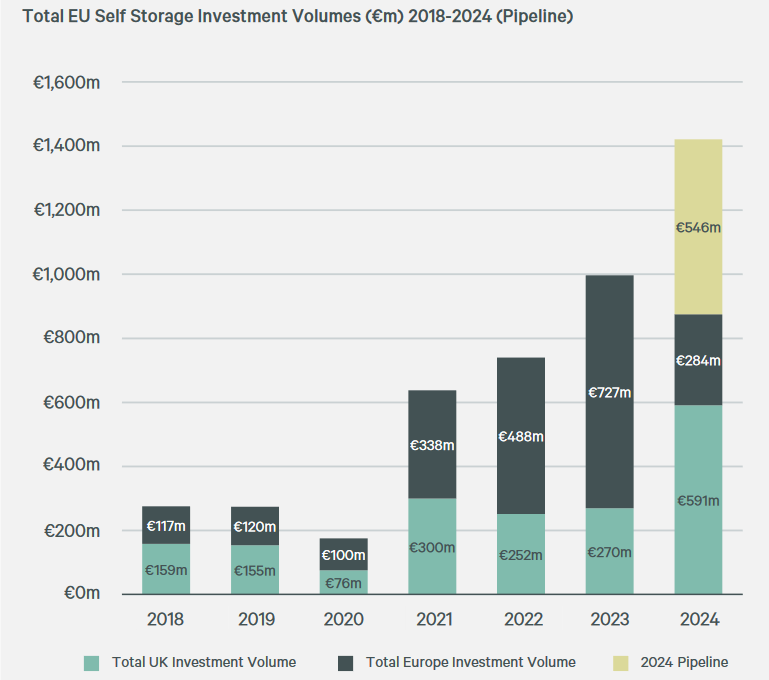 Total EU Self Storage Investment Volumes (€m) 2018-2024 (Pipeline)
€1,600m
€1,400m
€1,200m
€1,000m
€800m
€600m
€400m
€200m
€0m
€117m
€159m
€120m
€155m
€100m
€76m
€338m
€300m
€488m
€252m
€727m
€270m
€546m
€284m
€591m
2018 2019 2020 2021 2022 2023 2024
Total UK Investment Volume Total Europe Investment Volume 2024 Pipeline